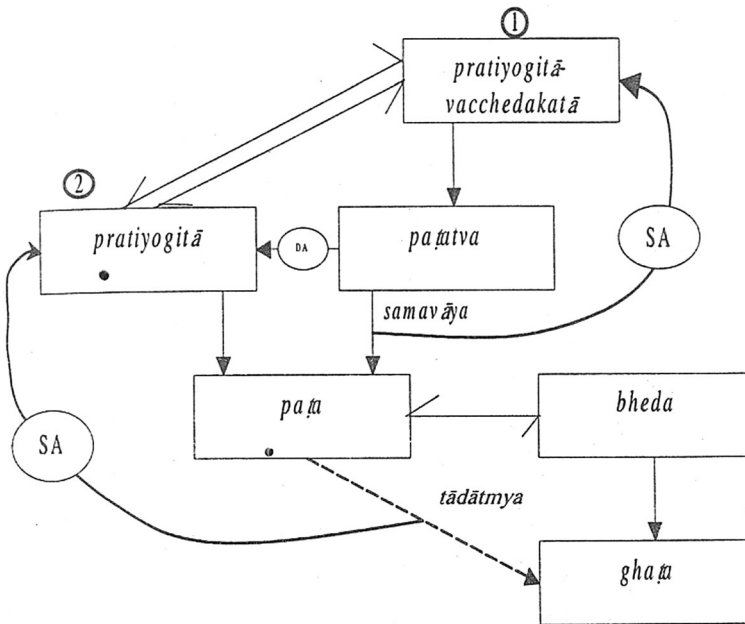 1
pratiyogitā-
vacchedakatā
2
pratiyogitā
DA
paṭatva
SA
samavāya
paṭa
bheda
SA
tādātmya
ghaṭa